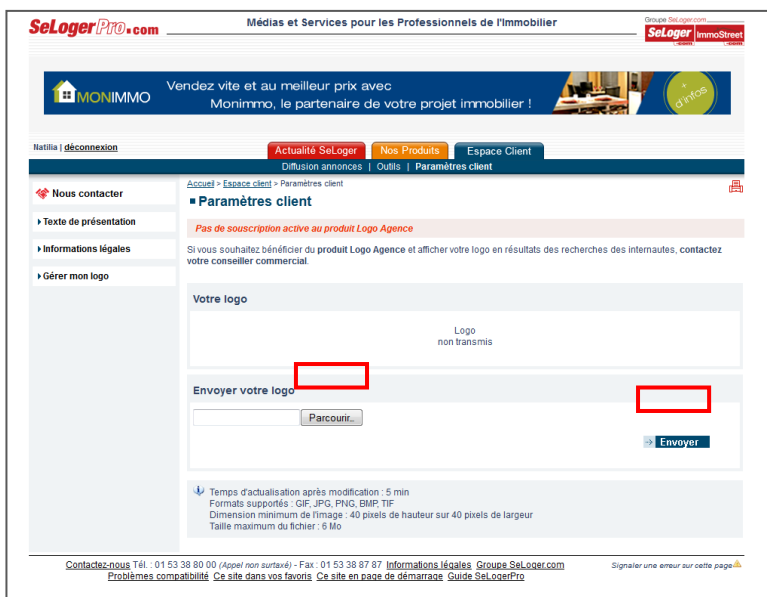 SeLogerPro.com
Médias et Services pour les Professionnels de l'Immobilier
Groupe SeLoger.com
SeLoger .com ImmoStreet .com
MONIMMO
Vendez vite et au meilleur prix avec
Monimmo, le partenaire de votre projet immobilier !
+ d'infos
Natilia | déconnexion
Actualité SeLoger Nos Produits Espace Client
Diffusion annonces | Outils | Paramètres client
Nous contacter
Texte de présentation
Informations légales
Gérer mon logo
Accueil > Espace client > Paramètres client
Paramètres client
Pas de souscription active au produit Logo Agence
Si vous souhaitez bénéficier du produit Logo Agence et afficher votre logo en résultats des recherches des internautes, contactez
votre conseiller commercial.
Votre logo
Logo
non transmis
Envoyer votre logo
Parcourir..
Envoyer
Temps d'actualisation après modification : 5 min
Formats supportés : GIF, JPG, PNG, BMP, TIF
Dimension minimum de l'image : 40 pixels de hauteur sur 40 pixels de largeur
Taille maximum du fichier : 6 Mo
Contactez-nous Tél. : 01 53 38 80 00 (Appel non surtaxé) - Fax : 01 53 38 87 87 Informations légales Groupe SeLoger.com
Signaler une erreur sur cette page
Problèmes compatibilité Ce site dans vos favoris Ce site en page de démarrage Guide SeLogerPro